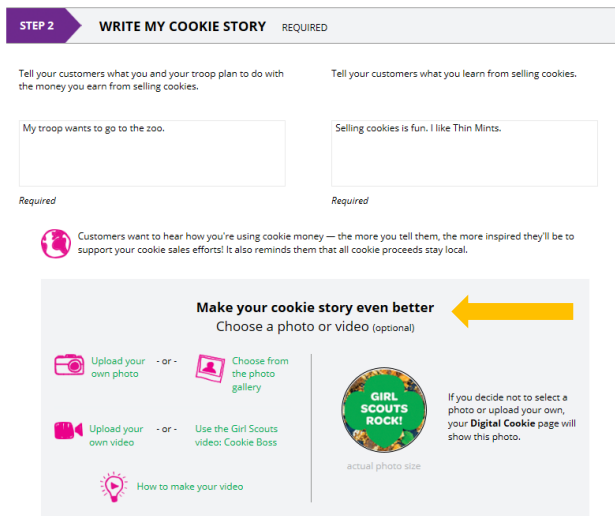 STEP 2
WRITE MY COOKIE STORY REQUIRED
Tell your customers what you and your troop plan to do with
the money you earn from selling cookies.
My troop wants to go to the zoo.
Required
Tell your customers what you learn from selling cookies.
Selling cookies is fun. I like Thin Mints.
Required
Customers want to hear how you're using cookie money — the more you tell them, the more inspired they'll be to
support your cookie sales efforts! It also reminds them that all cookie proceeds stay local.
Make your cookie story even better
Choose a photo or video (optional)
Upload your
own photo
- or -
Choose from
the photo
gallery
Upload your
own video
- or -
Use the Girl Scouts
video: Cookie Boss
How to make your video
GIRL
SCOUTS
ROCK!
actual photo size
If you decide not to select a
photo or upload your own,
your Digital Cookie page will
show this photo.